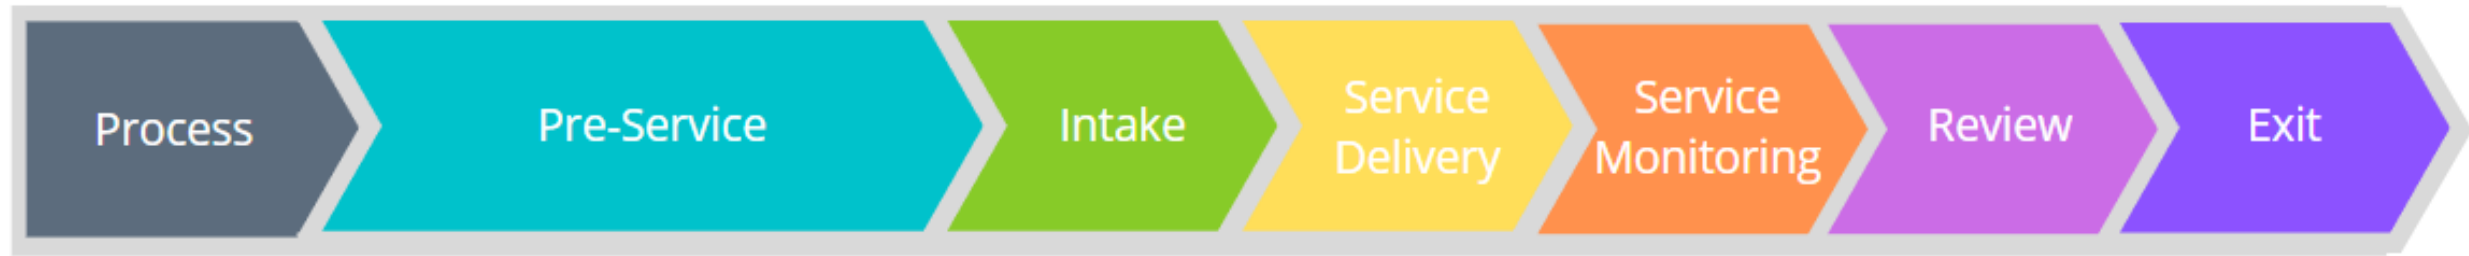 Process
Pre-Service
Intake
Service
Delivery
Service
Monitoring
Review
Exit